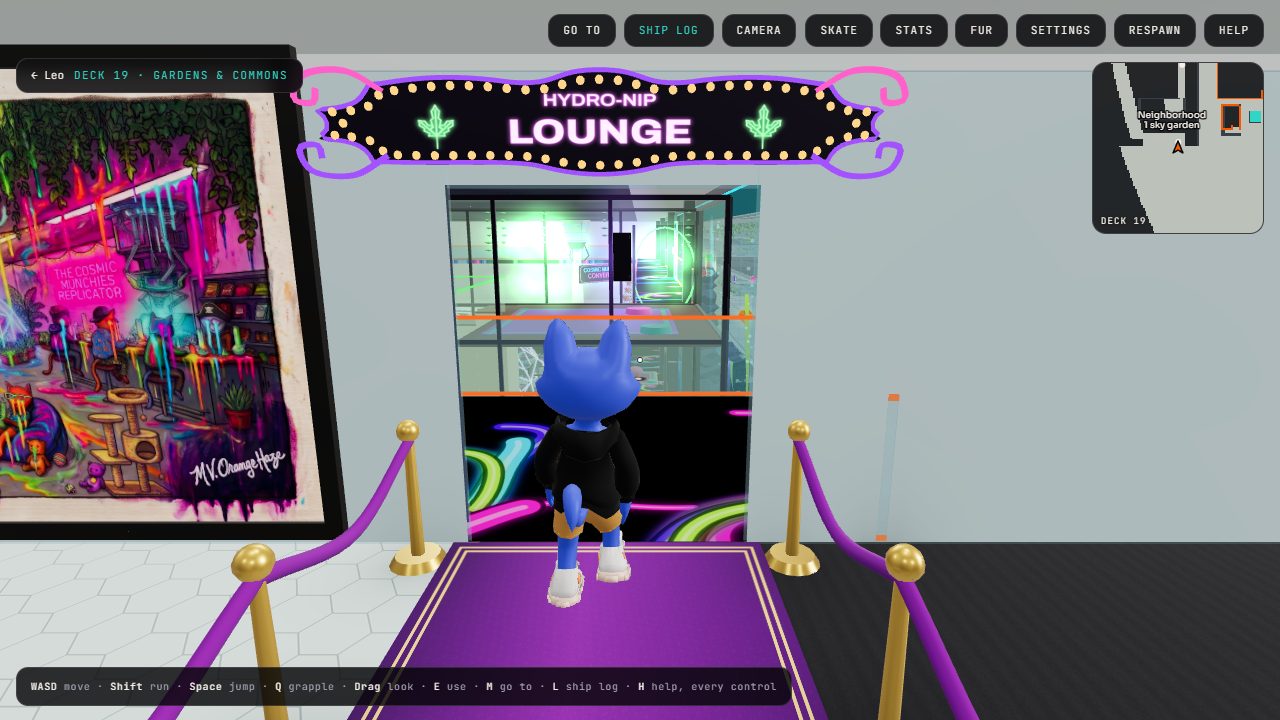 GO TO
SHIP LOG
CAMERA
SKATE
STATS
FUR
SETTINGS
RESPAWN
HELP
← Leo DECK 19 · GARDENS & COMMONS
HYDRO-NIP
LOUNGE
Neighborhood
1 sky garden
DECK 19
THE COSMIC
MUNCHIES
REPLICATOR
M.V. Orange Haze
WASD move · Shift run · Space jump · Q grapple · Drag look · E use · M go to · L ship log · H help, every control